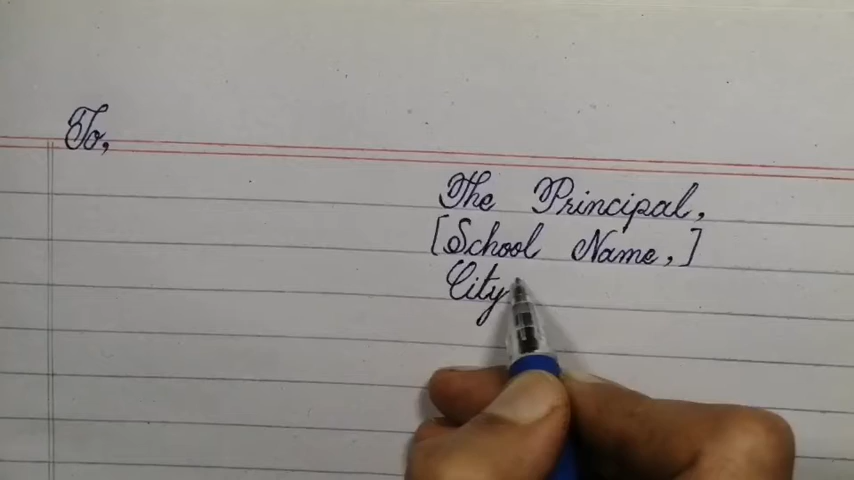 To,
The Principal,
[School Name,]
City